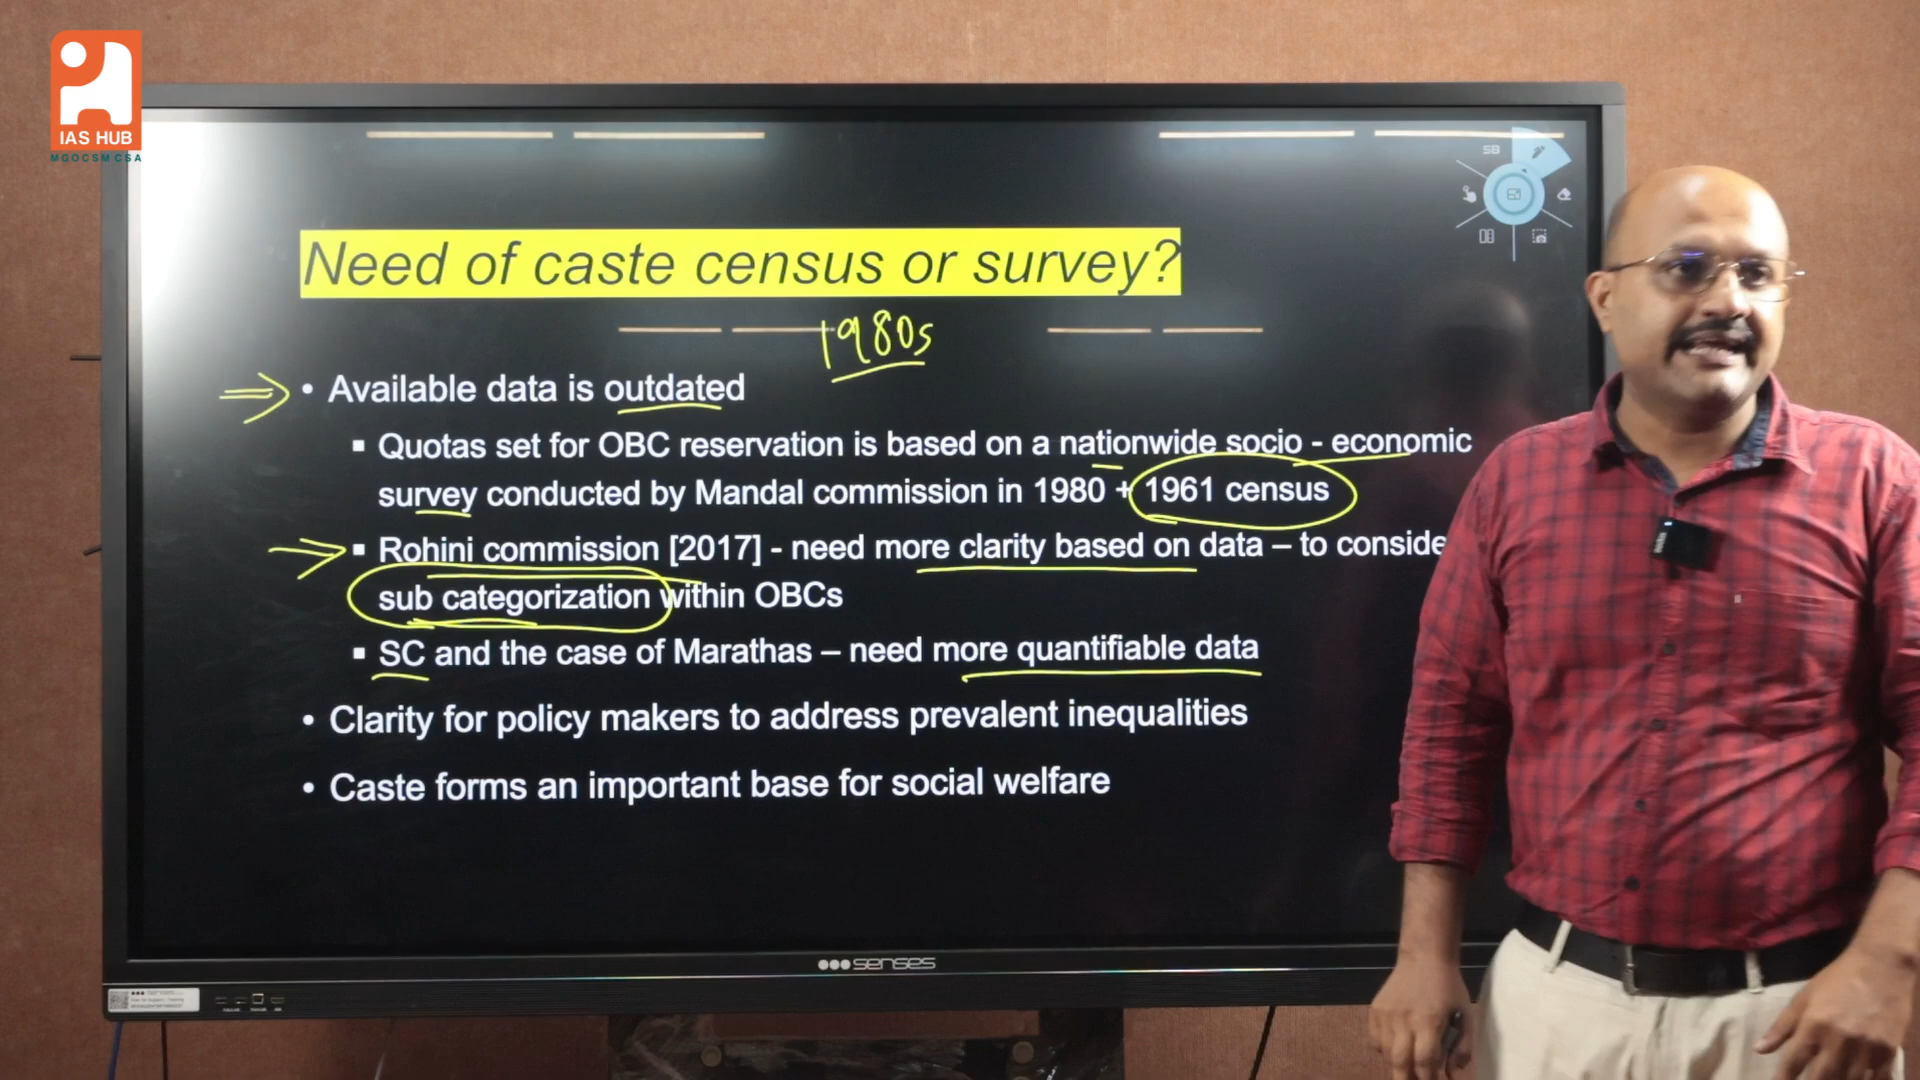 IAS HUB
MGOCSM CSA
SB
Need of caste census or survey?
1980s
• Available data is outdated
▪ Quotas set for OBC reservation is based on a nationwide socio - economic
survey conducted by Mandal commission in 1980 + 1961 census
▪ Rohini commission [2017] - need more clarity based on data – to conside
sub categorization within OBCs
▪ SC and the case of Marathas – need more quantifiable data
• Clarity for policy makers to address prevalent inequalities
• Caste forms an important base for social welfare
senses